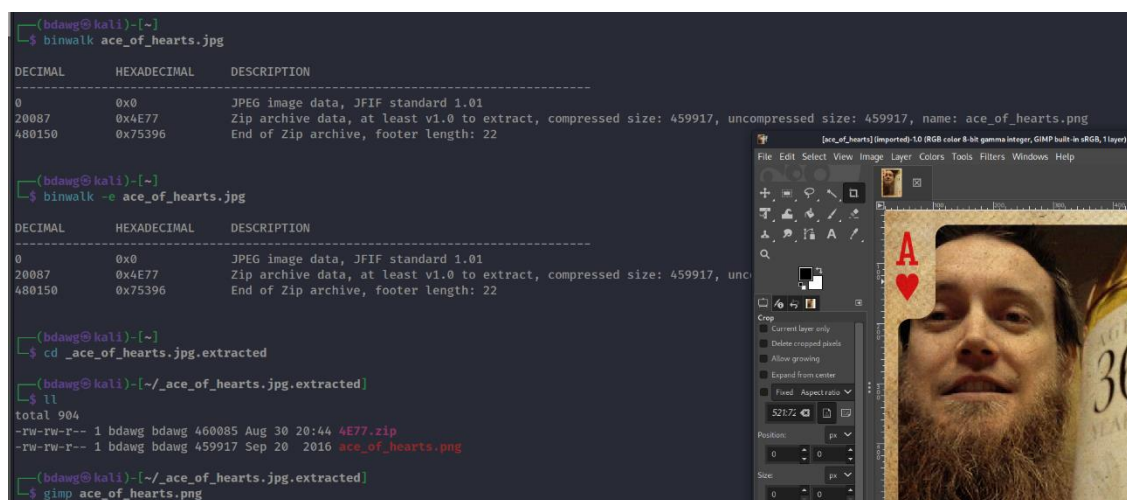 (bdawg㉿kali)-[~]
$ binwalk ace_of_hearts.jpg
DECIMAL HEXADECIMAL DESCRIPTION
--------------------------------------------------------------------------------
0 0x0 JPEG image data, JFIF standard 1.01
20087 0x4E77 Zip archive data, at least v1.0 to extract, compressed size: 459917, uncompressed size: 459917, name: ace_of_hearts.png
480150 0x75396 End of Zip archive, footer length: 22
(bdawg㉿kali)-[~]
$ binwalk -e ace_of_hearts.jpg
DECIMAL HEXADECIMAL DESCRIPTION
--------------------------------------------------------------------------------
0 0x0 JPEG image data, JFIF standard 1.01
20087 0x4E77 Zip archive data, at least v1.0 to extract, compressed size: 459917, unc
480150 0x75396 End of Zip archive, footer length: 22
(bdawg㉿kali)-[~]
$ cd _ace_of_hearts.jpg.extracted
(bdawg㉿kali)-[~/_ace_of_hearts.jpg.extracted]
$ ll
total 904
-rw-rw-r-- 1 bdawg bdawg 460085 Aug 30 20:44 4E77.zip
-rw-rw-r-- 1 bdawg bdawg 459917 Sep 20 2016 ace_of_hearts.png
(bdawg㉿kali)-[~/_ace_of_hearts.jpg.extracted]
$ gimp ace_of_hearts.png
[ace_of_hearts] (imported)-1.0 (RGB color 8-bit gamma integer, GIMP built-in sRGB, 1 layer)
File Edit Select View Image Layer Colors Tools Filters Windows Help
Crop
Current layer only
Delete cropped pixels
Allow growing
Expand from center
Fixed Aspect ratio
521:72
Position: px
0 0
Size: px
0 0
A